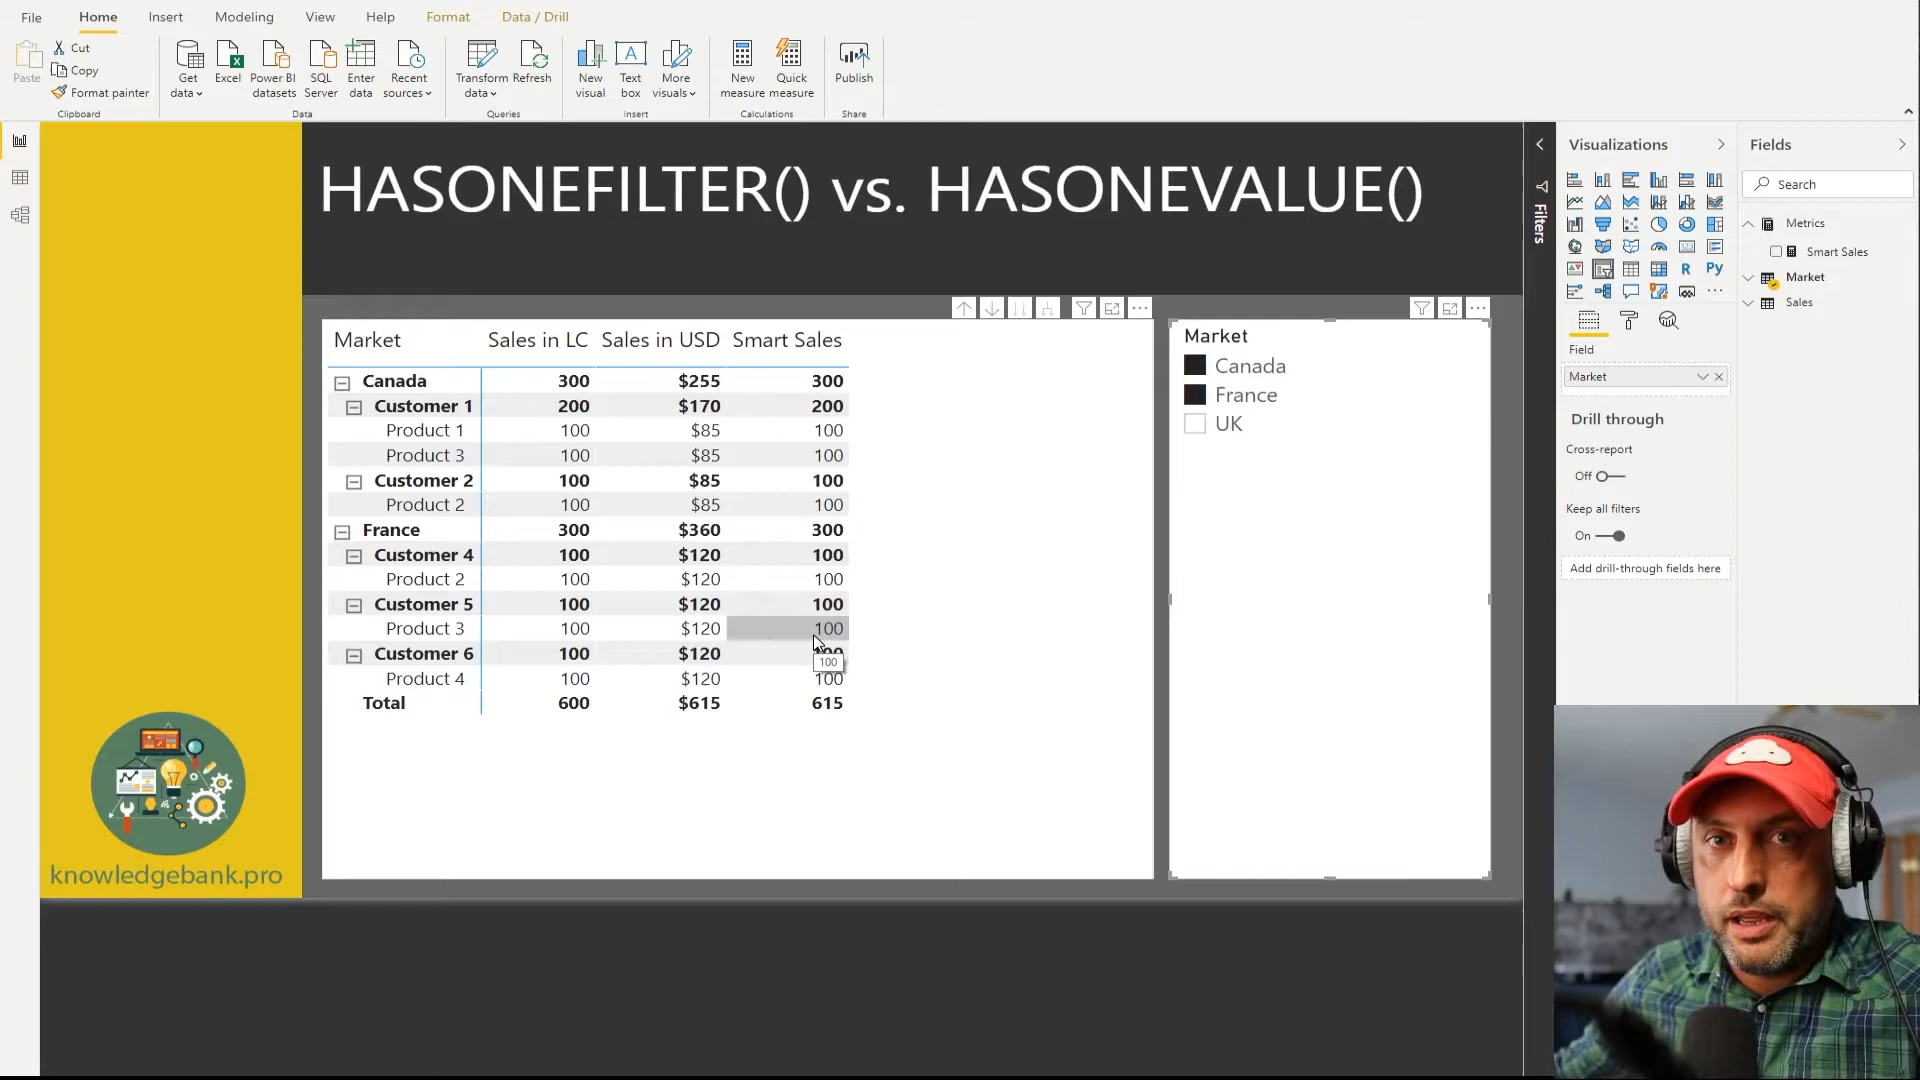 File Home Insert Modeling View Help Format Data / Drill
Paste
Cut
Copy
Format painter
Clipboard
Get data
Excel
Power BI datasets
SQL Server
Enter data
Recent sources
Data
Transform data
Refresh
Queries
New visual
Text box
More visuals
Insert
New measure
Quick measure
Calculations
Publish
Share
HASONEFILTER() vs. HASONEVALUE()
Market Sales in LC Sales in USD Smart Sales
Canada 300 $255 300
Customer 1 200 $170 200
Product 1 100 $85 100
Product 3 100 $85 100
Customer 2 100 $85 100
Product 2 100 $85 100
France 300 $360 300
Customer 4 100 $120 100
Product 2 100 $120 100
Customer 5 100 $120 100
Product 3 100 $120 100
Customer 6 100 $120
100
Product 4 100 $120 100
Total 600 $615 615
Market
Canada
France
UK
knowledgebank.pro
Filters
Visualizations
R Py
Field
Market
Drill through
Cross-report
Off
Keep all filters
On
Add drill-through fields here
Fields
Search
Metrics
Smart Sales
Market
Sales